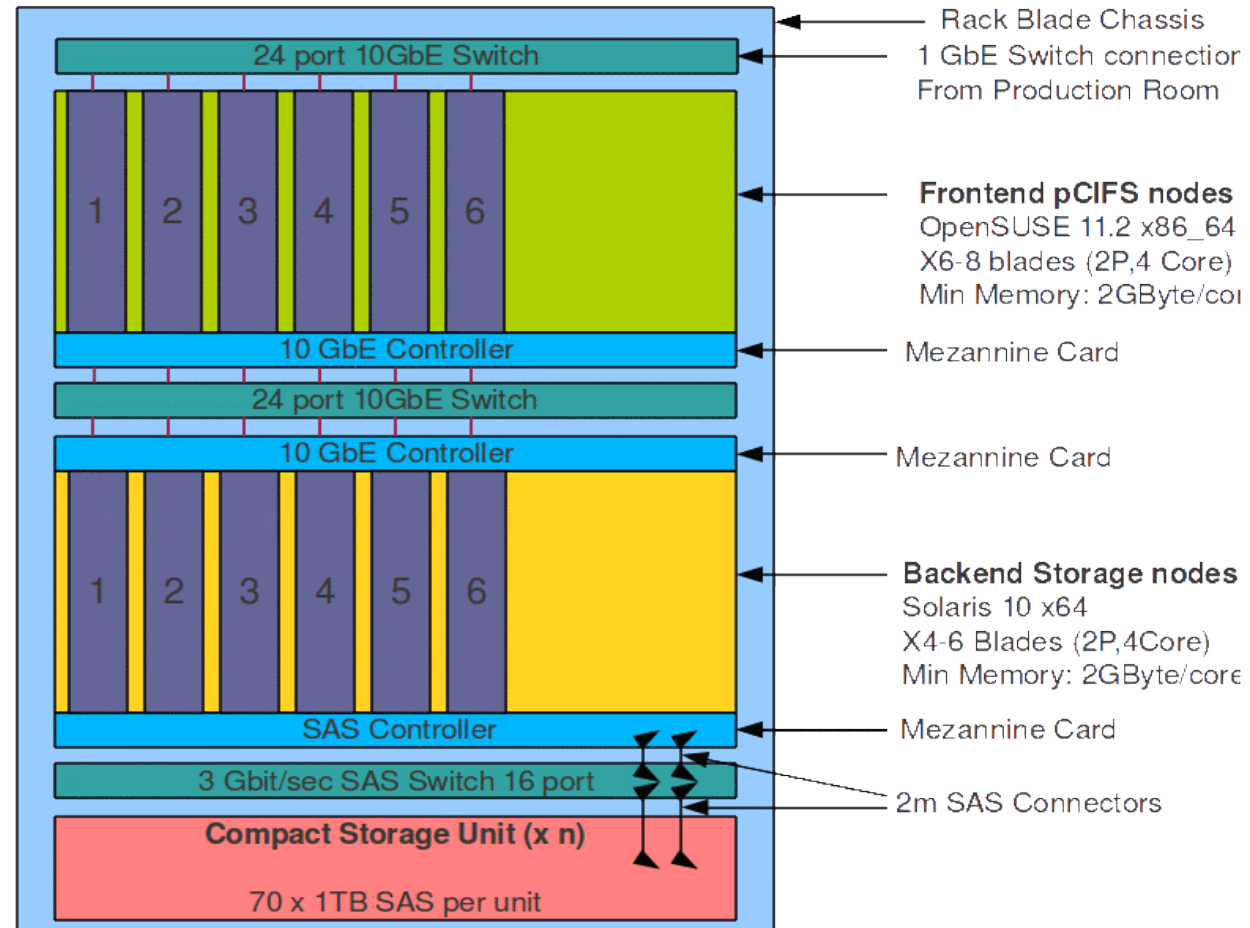 Rack Blade Chassis
24 port 10GbE Switch
1 GbE Switch connection
From Production Room
1 2 3 4 5 6
Frontend pCIFS nodes
OpenSUSE 11.2 x86_64
X6-8 blades (2P,4 Core)
Min Memory: 2GByte/cor
10 GbE Controller
Mezannine Card
24 port 10GbE Switch
10 GbE Controller
Mezannine Card
1 2 3 4 5 6
Backend Storage nodes
Solaris 10 x64
X4-6 Blades (2P,4Core)
Min Memory: 2GByte/core
SAS Controller
Mezannine Card
3 Gbit/sec SAS Switch 16 port
2m SAS Connectors
Compact Storage Unit (x n)
70 x 1TB SAS per unit